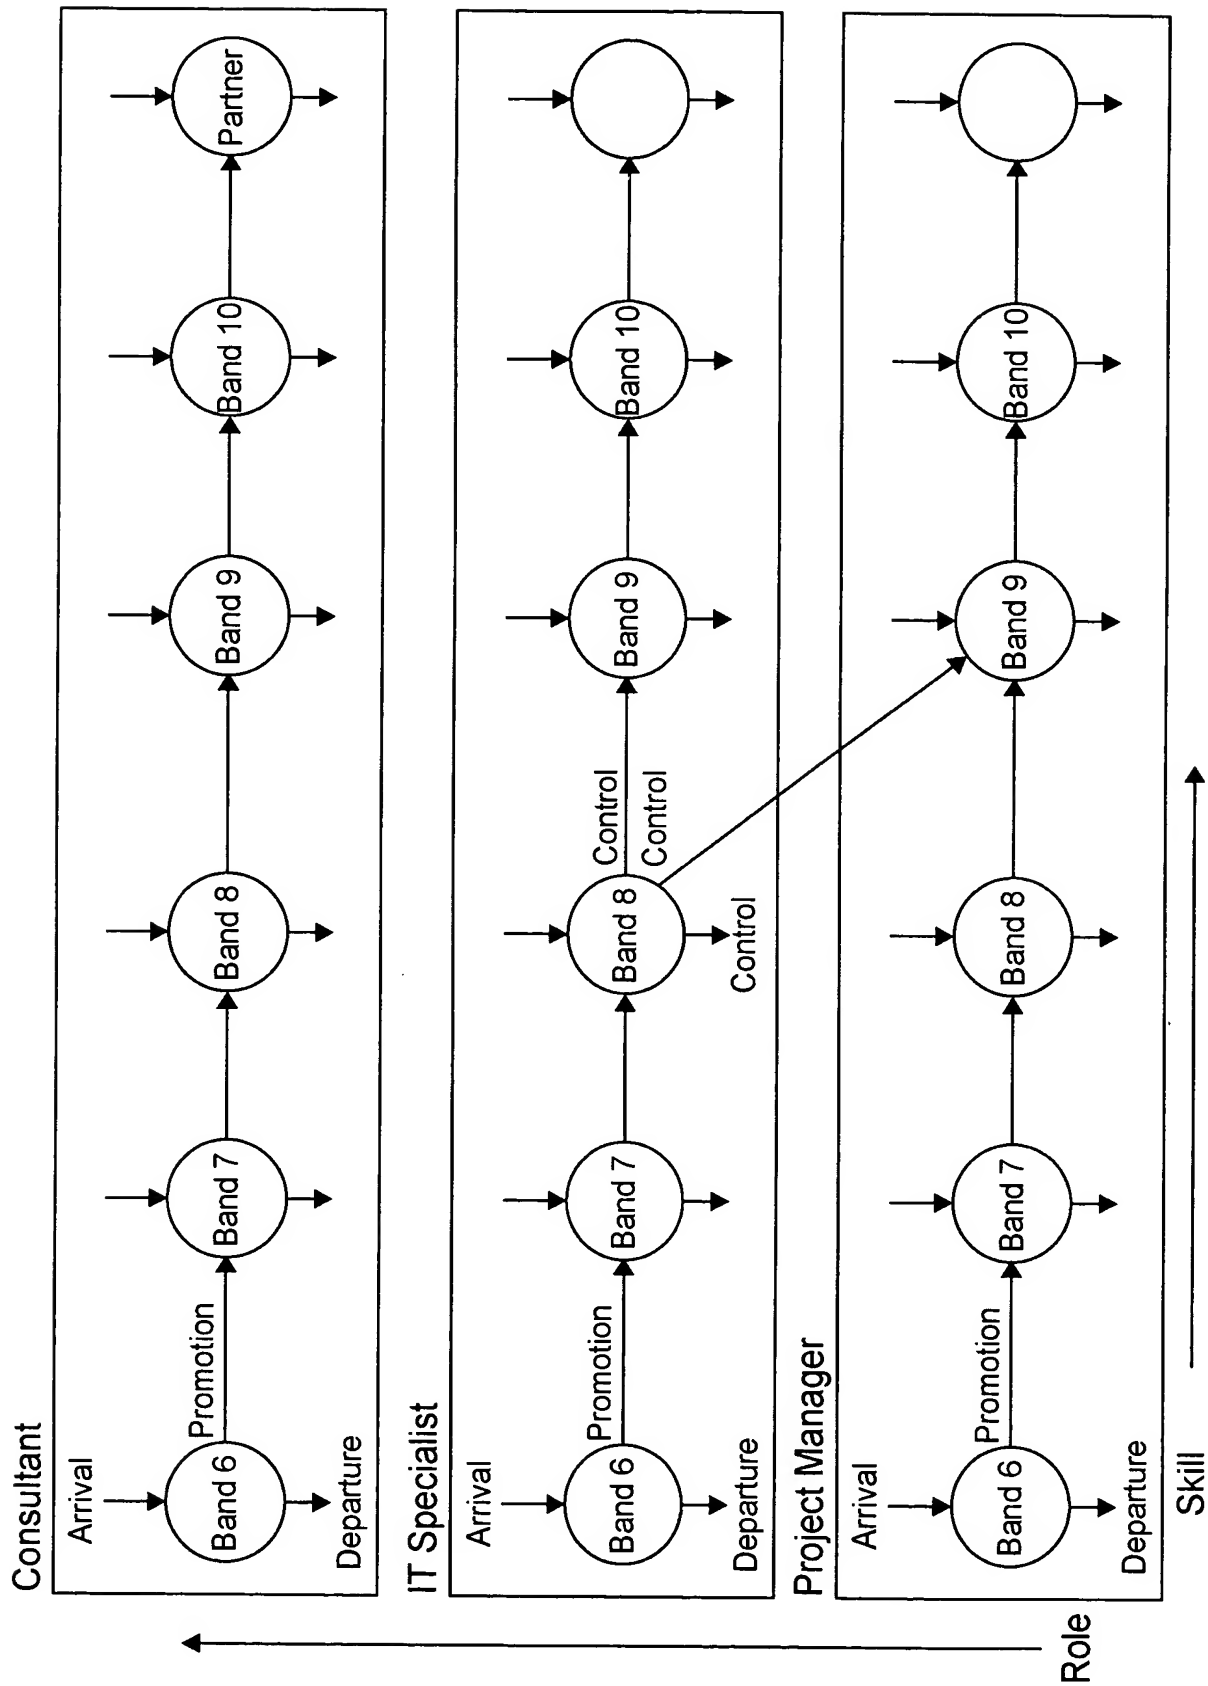 Consultant
Arrival
Band 6
Departure
Promotion
Band 7
Band 8
Band 9
Band 10
Partner
IT Specialist
Arrival
Band 6
Departure
Promotion
Band 7
Band 8
Control
Control
Control
Band 9
Band 10
Project Manager
Arrival
Band 6
Departure
Promotion
Band 7
Band 8
Band 9
Band 10
Role
Skill